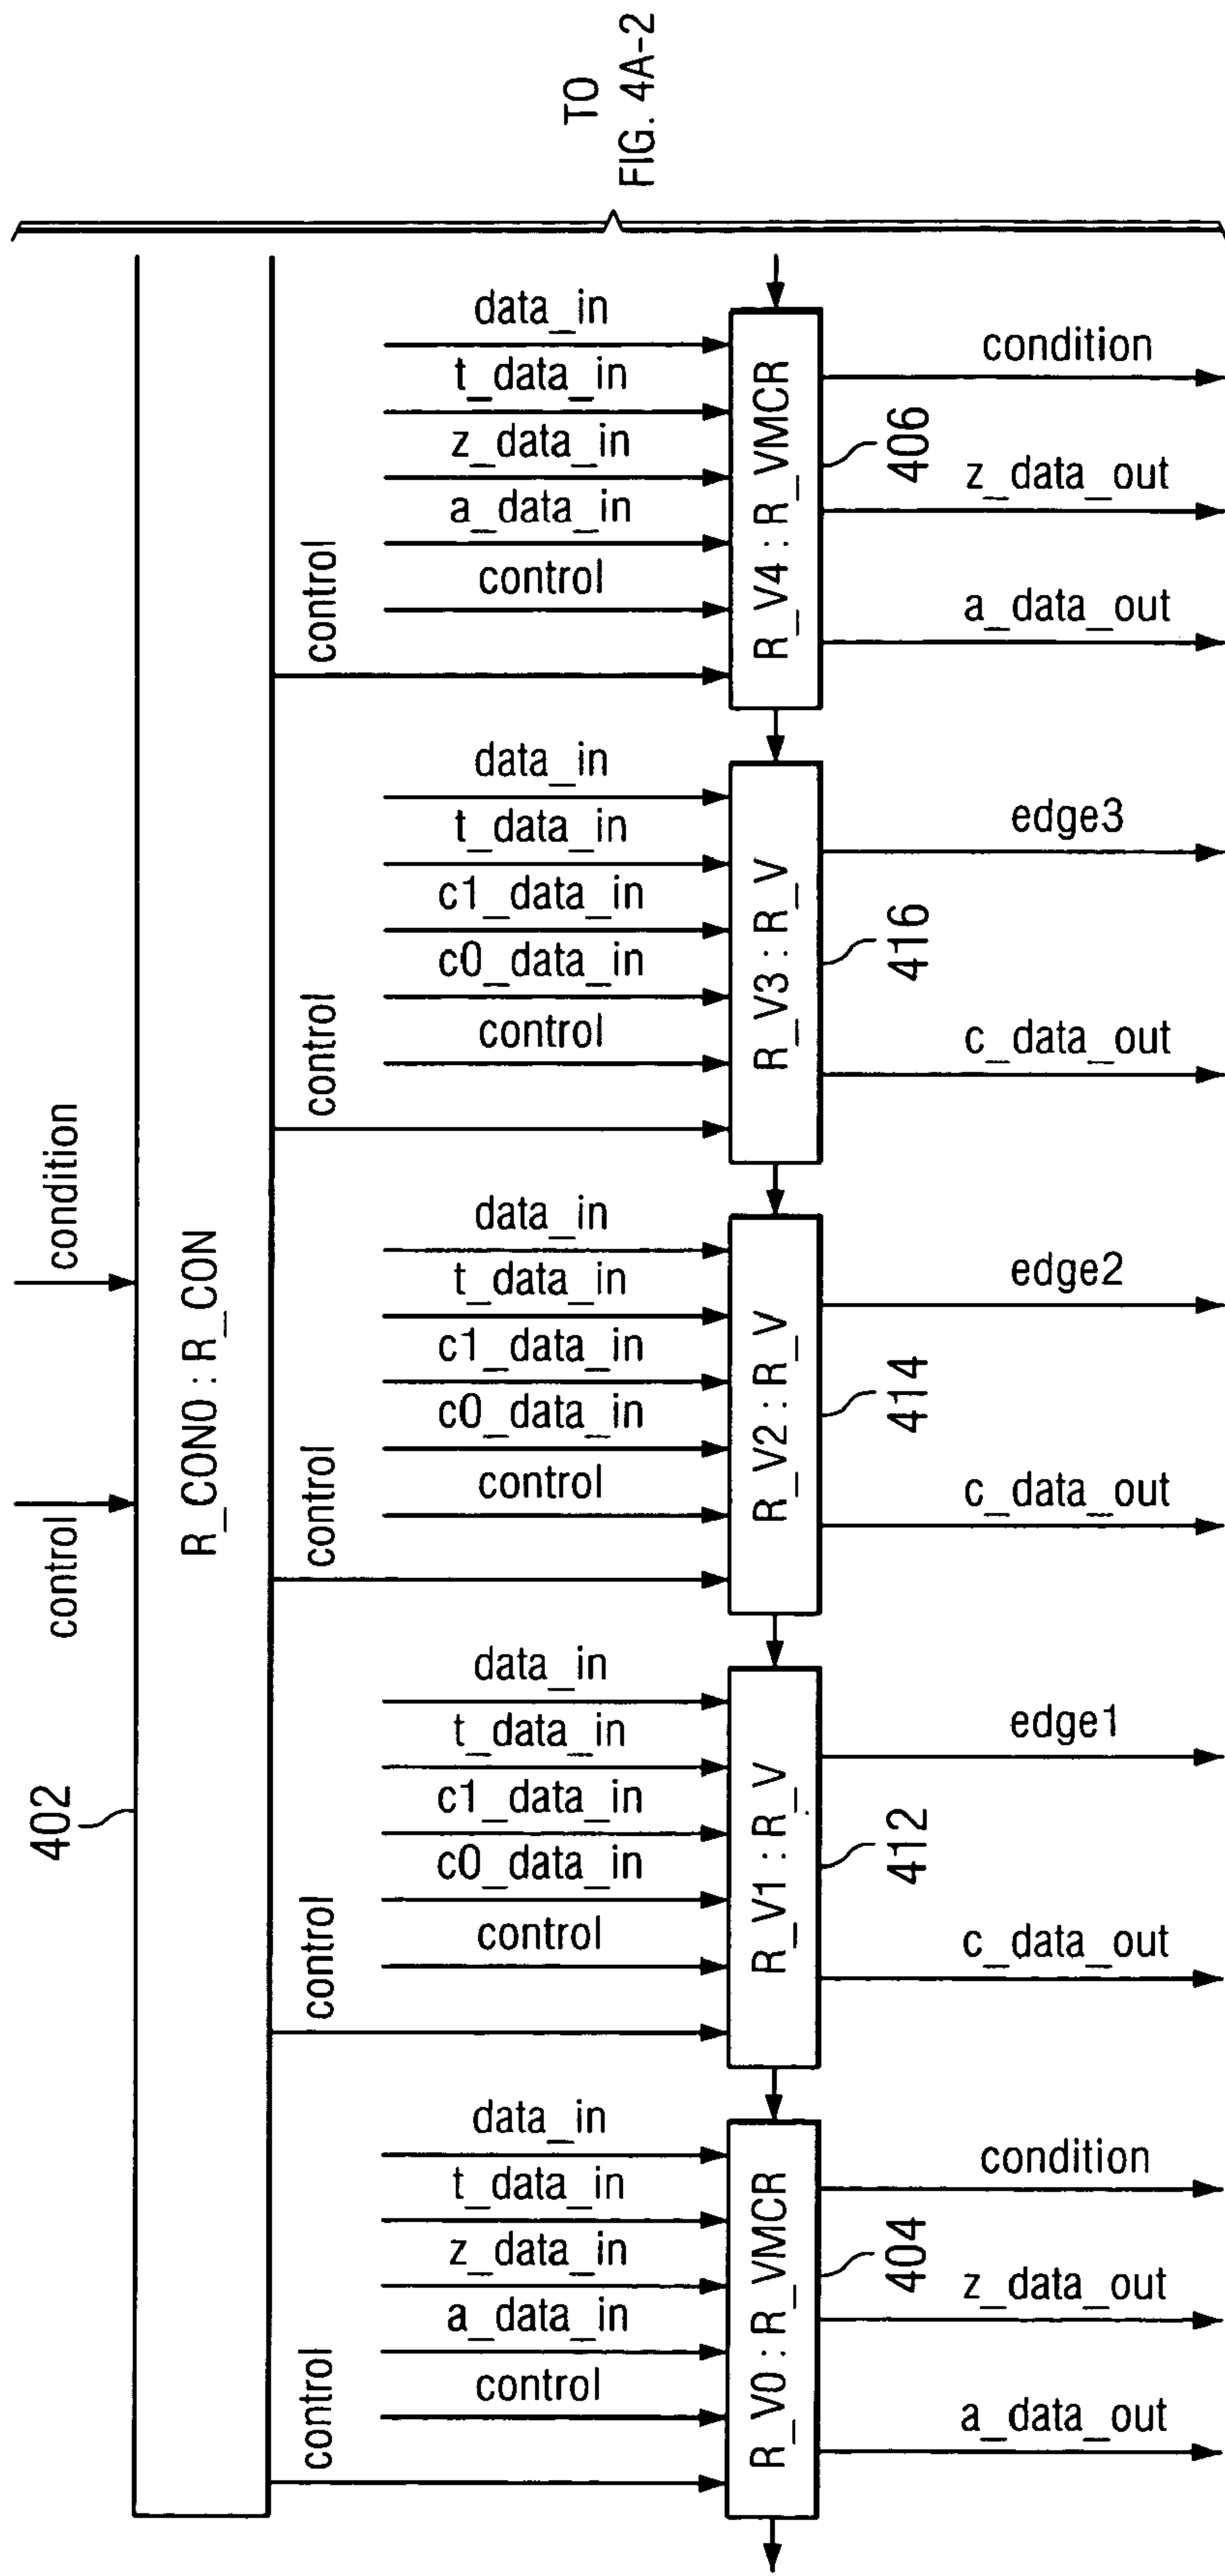 control
condition
402
R_CON0 : R_CON
TO
FIG. 4A-2
control
control
a_data_in
z_data_in
t_data_in
data_in
control
control
c0_data_in
c1_data_in
t_data_in
data_in
control
control
c0_data_in
c1_data_in
t_data_in
data_in
control
control
c0_data_in
c1_data_in
t_data_in
data_in
control
control
a_data_in
z_data_in
t_data_in
data_in
R_V0 : R_VMCR
R_V1 : R_V
R_V2 : R_V
R_V3 : R_V
R_V4 : R_VMCR
404
412
414
416
406
a_data_out
z_data_out
condition
c_data_out
edge1
c_data_out
edge2
c_data_out
edge3
a_data_out
z_data_out
condition